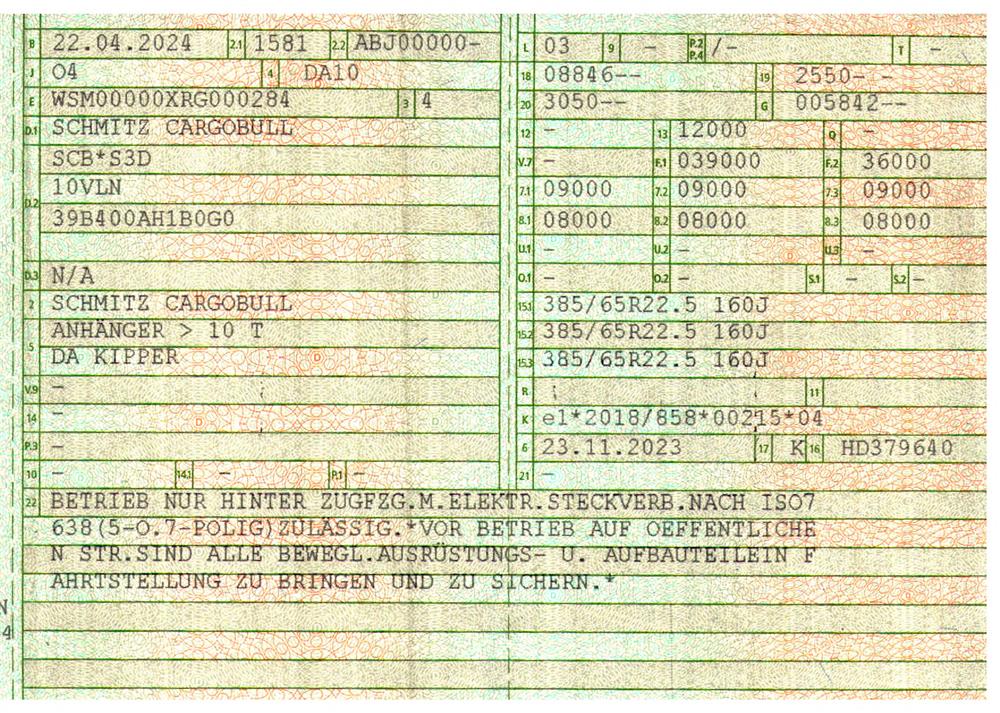 B 22.04.2024 2.1 1581 2.2 ABJ00000-
J O4 4 DA10
E WSM00000XRG000284 3 4
D.1 SCHMITZ CARGOBULL
SCB*S3D
D.2 10VLN
39B400AH1B0G0
D.3 N/A
2 SCHMITZ CARGOBULL
5 ANHÄNGER > 10 T
DA KIPPER
V.9 -
14 -
P.3 -
10 - 14.1 - P.1 -
L 03 9 - P.2 P.4 /- T -
18 08846-- 19 2550- -
20 3050-- G 005842--
12 - 13 12000 Q -
V.7 - F.1 039000 F.2 36000
7.1 09000 7.2 09000 7.3 09000
8.1 08000 8.2 08000 8.3 08000
U.1 - U.2 - U.3 -
O.1 - O.2 - S.1 - S.2 -
15.1 385/65R22.5 160J
15.2 385/65R22.5 160J
15.3 385/65R22.5 160J
R 11
K e1*2018/858*00215*04
6 23.11.2023 17 K 16 HD379640
21 -
22 BETRIEB NUR HINTER ZUGFZG.M.ELEKTR.STECKVERB.NACH ISO7
638(5-O.7-POLIG)ZULÄSSIG.*VOR BETRIEB AUF OEFFENTLICHE
N STR.SIND ALLE BEWEGL.AUSRÜSTUNGS- U. AUFBAUTEILEIN F
AHRTSTELLUNG ZU BRINGEN UND ZU SICHERN.*
N
4